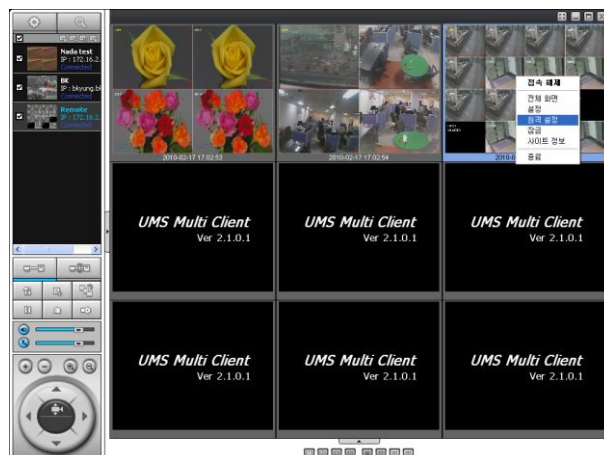 Nada test
IP : 172.16.2.
Connected
BK
IP : bkyung.bk
Connected
Remote
IP : 172.16.2.
Connected
2010-02-17 17:02:53
2010-02-17 17:02:54
2010-0
접속 해제
전체 화면
설정
원격 설정
잠금
사이트 정보
종료
UMS Multi Client
Ver 2.1.0.1
UMS Multi Client
Ver 2.1.0.1
UMS Multi Client
Ver 2.1.0.1
UMS Multi Client
Ver 2.1.0.1
UMS Multi Client
Ver 2.1.0.1
UMS Multi Client
Ver 2.1.0.1